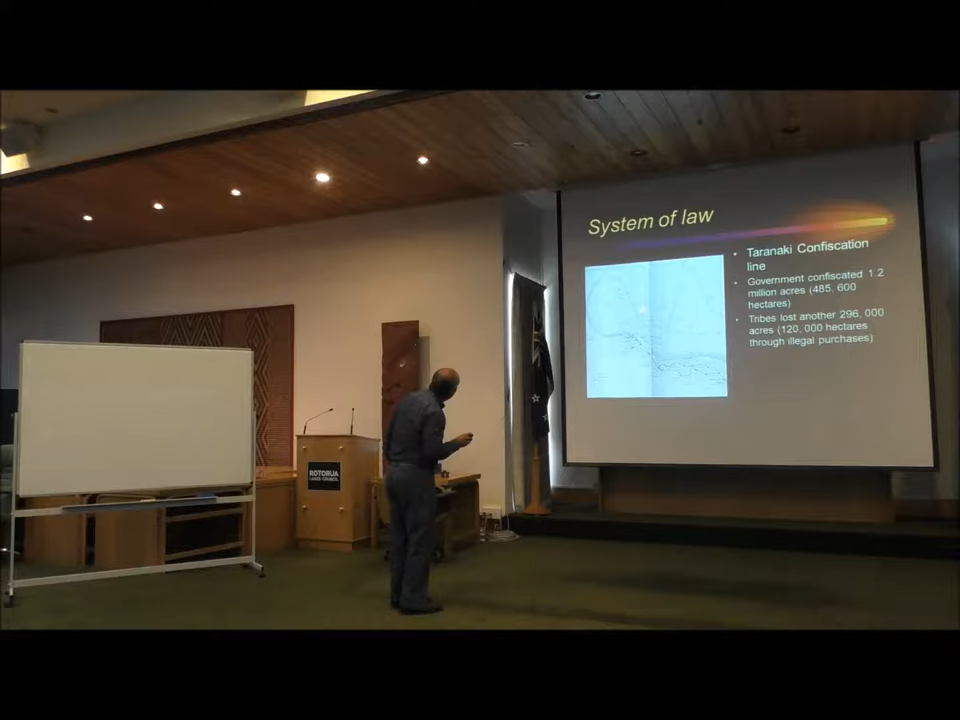 System of law
Taranaki Confiscation
line
Government confiscated 1.2
million acres (485, 600
hectares)
Tribes lost another 296, 000
acres (120, 000 hectares
through illegal purchases)
ROTORUA
LAKES COUNCIL